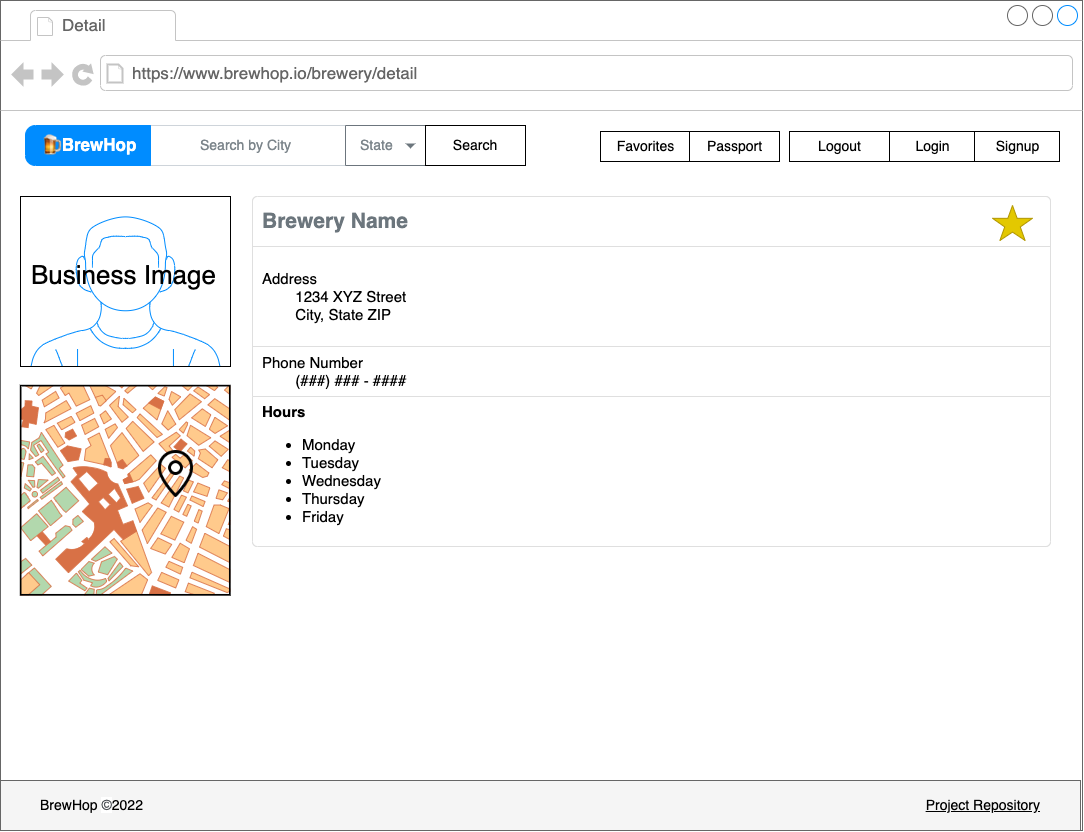 Detail
https://www.brewhop.io/brewery/detail
🍺BrewHop Search by City State Search Favorites Passport Logout Login Signup
Business Image
Brewery Name
Address
1234 XYZ Street
City, State ZIP
Phone Number
(###) ### - ####
Hours
• Monday
• Tuesday
• Wednesday
• Thursday
• Friday
BrewHop ©2022 Project Repository